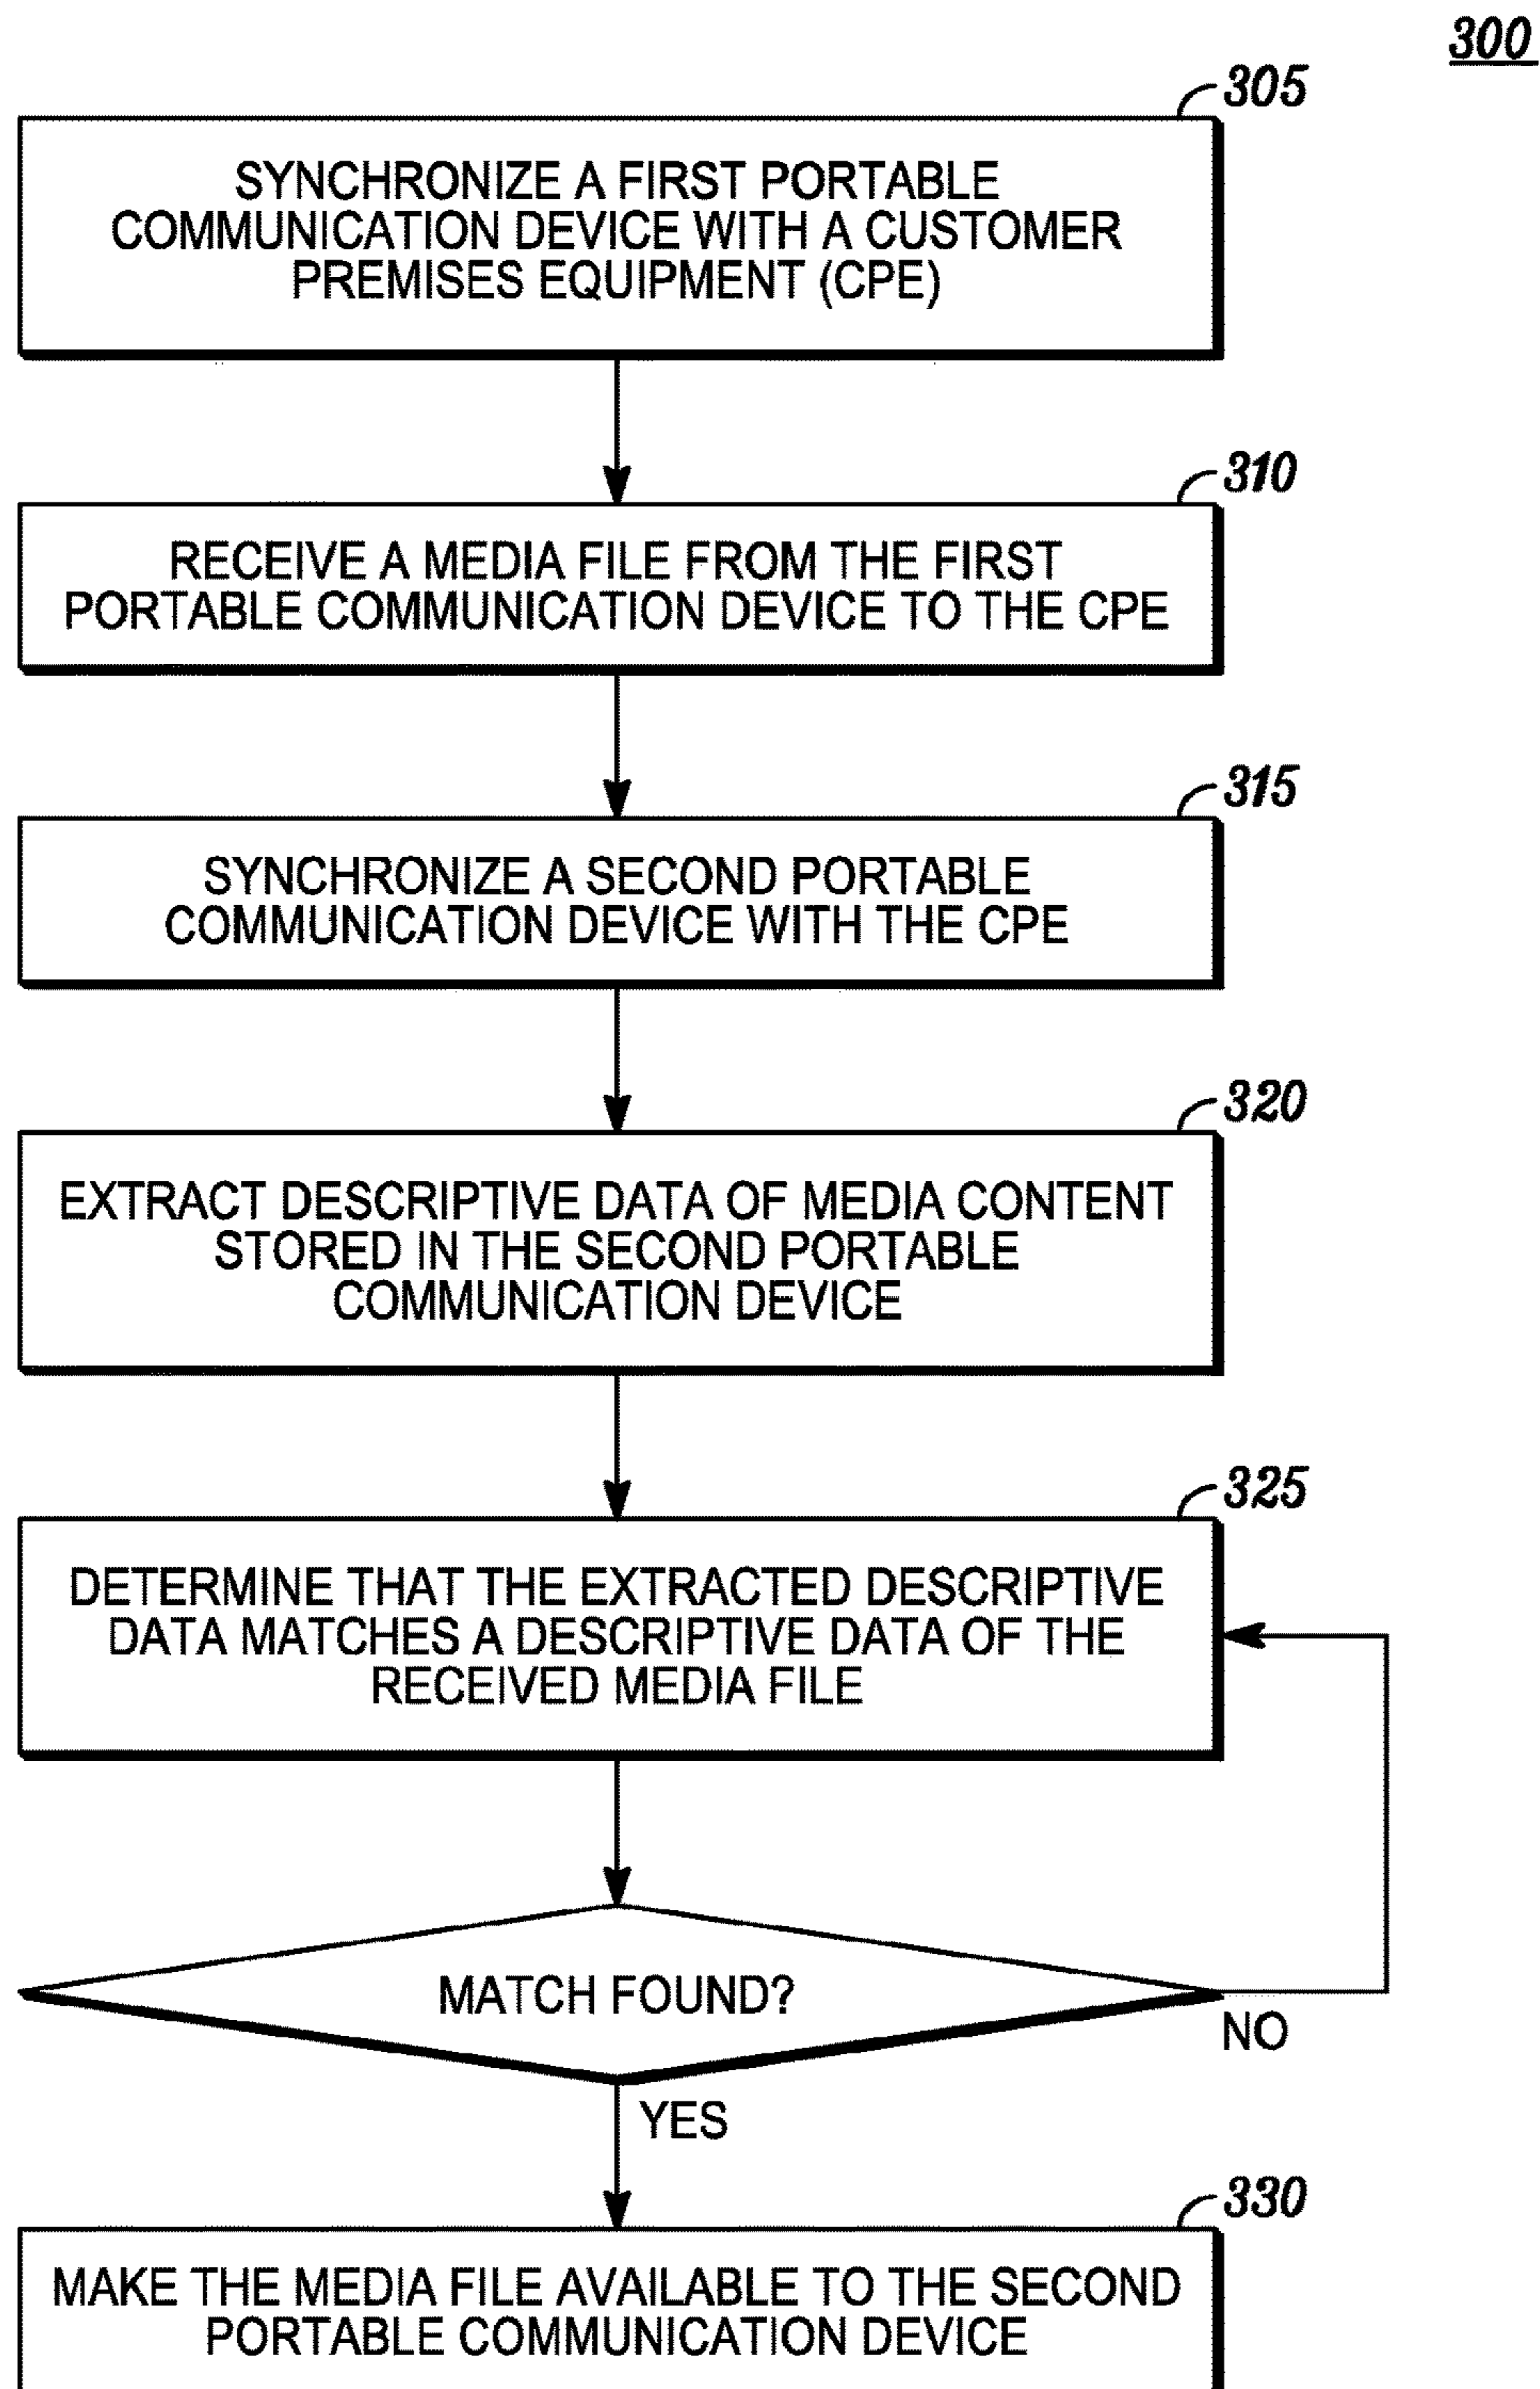 300
305
SYNCHRONIZE A FIRST PORTABLE
COMMUNICATION DEVICE WITH A CUSTOMER
PREMISES EQUIPMENT (CPE)
310
RECEIVE A MEDIA FILE FROM THE FIRST
PORTABLE COMMUNICATION DEVICE TO THE CPE
315
SYNCHRONIZE A SECOND PORTABLE
COMMUNICATION DEVICE WITH THE CPE
320
EXTRACT DESCRIPTIVE DATA OF MEDIA CONTENT
STORED IN THE SECOND PORTABLE
COMMUNICATION DEVICE
325
DETERMINE THAT THE EXTRACTED DESCRIPTIVE
DATA MATCHES A DESCRIPTIVE DATA OF THE
RECEIVED MEDIA FILE
MATCH FOUND?
NO
YES
330
MAKE THE MEDIA FILE AVAILABLE TO THE SECOND
PORTABLE COMMUNICATION DEVICE